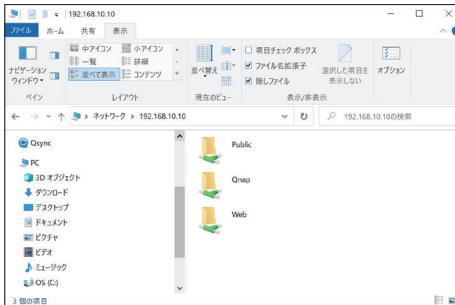 192.168.10.10
ファイル ホーム 共有 表示
ナビゲーション ウィンドウ
中アイコン 小アイコン
一覧 詳細
並べて表示 コンテンツ
並べ替え
項目チェック ボックス
ファイル名拡張子
隠しファイル
選択した項目を 表示しない
オプション
ペイン レイアウト 現在のビュー 表示/非表示
ネットワーク > 192.168.10.10
192.168.10.10の検索
Qsync
PC
3D オブジェクト
ダウンロード
デスクトップ
ドキュメント
ピクチャ
ビデオ
ミュージック
OS (C:)
Public
Qnap
Web
3 個の項目